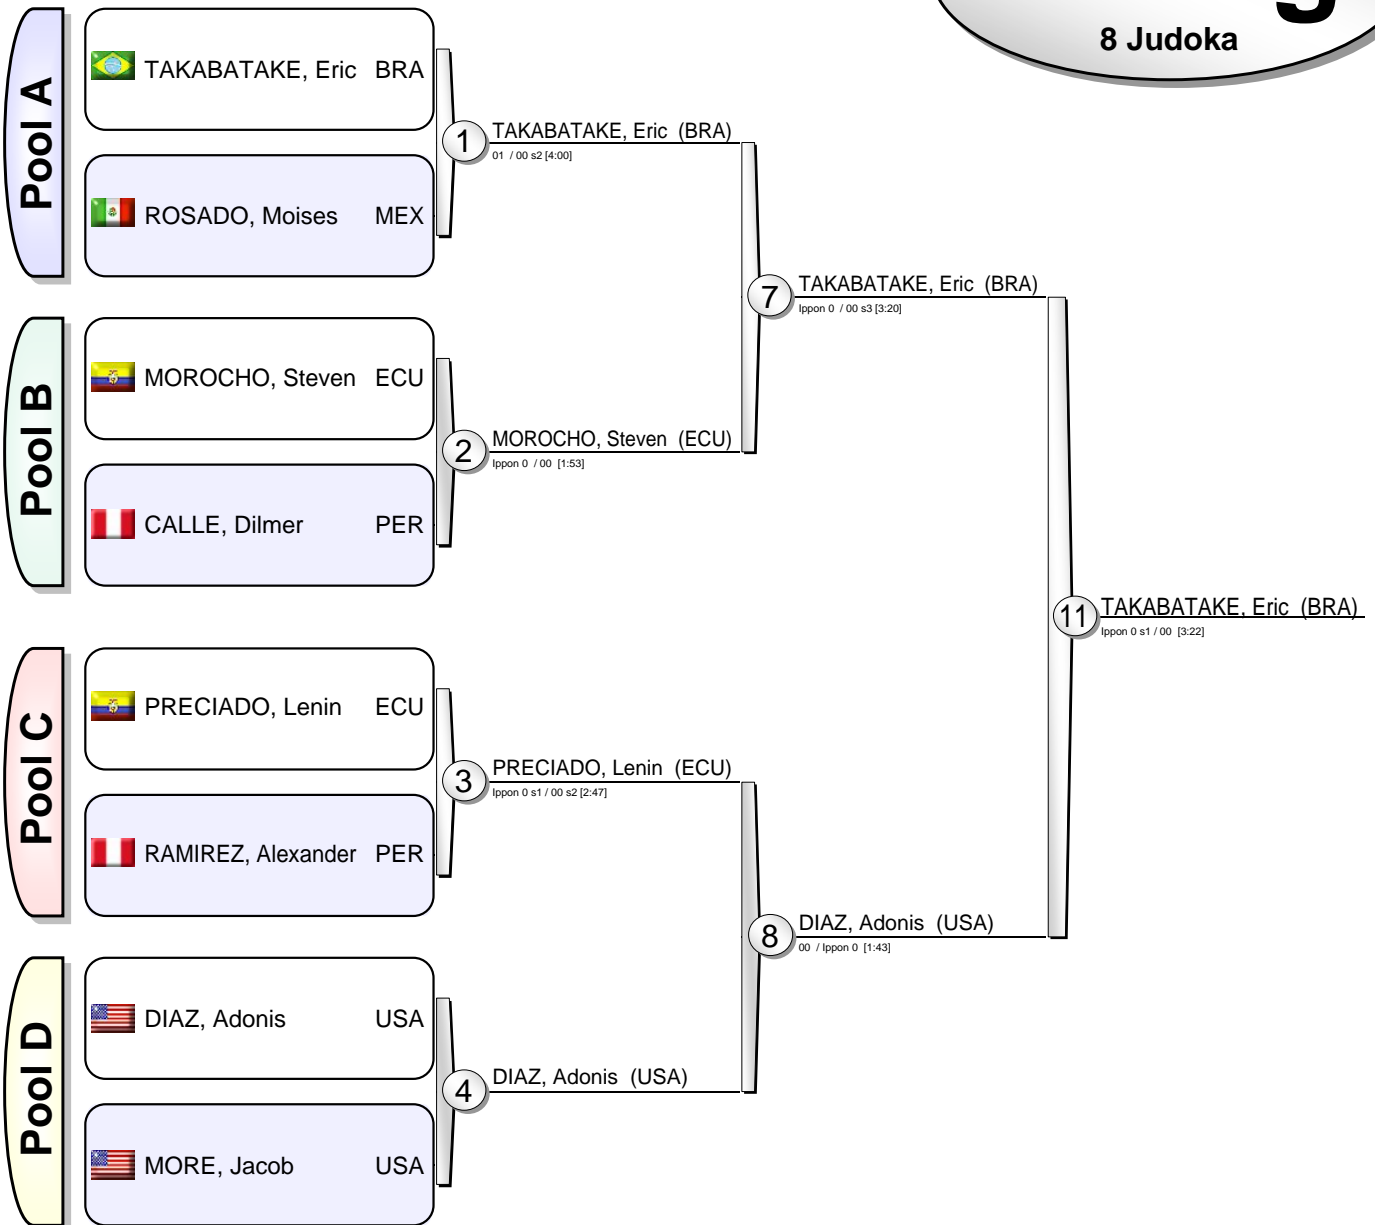 8 Judoka
Pool A
TAKABATAKE, Eric BRA
ROSADO, Moises MEX
1
TAKABATAKE, Eric (BRA)
01 / 00 s2 [4:00]
Pool B
MOROCHO, Steven ECU
CALLE, Dilmer PER
2
MOROCHO, Steven (ECU)
Ippon 0 / 00 [1:53]
7
TAKABATAKE, Eric (BRA)
Ippon 0 / 00 s3 [3:20]
Pool C
PRECIADO, Lenin ECU
RAMIREZ, Alexander PER
3
PRECIADO, Lenin (ECU)
Ippon 0 s1 / 00 s2 [2:47]
Pool D
DIAZ, Adonis USA
MORE, Jacob USA
4
DIAZ, Adonis (USA)
8
DIAZ, Adonis (USA)
00 / Ippon 0 [1:43]
11
TAKABATAKE, Eric (BRA)
Ippon 0 s1 / 00 [3:22]